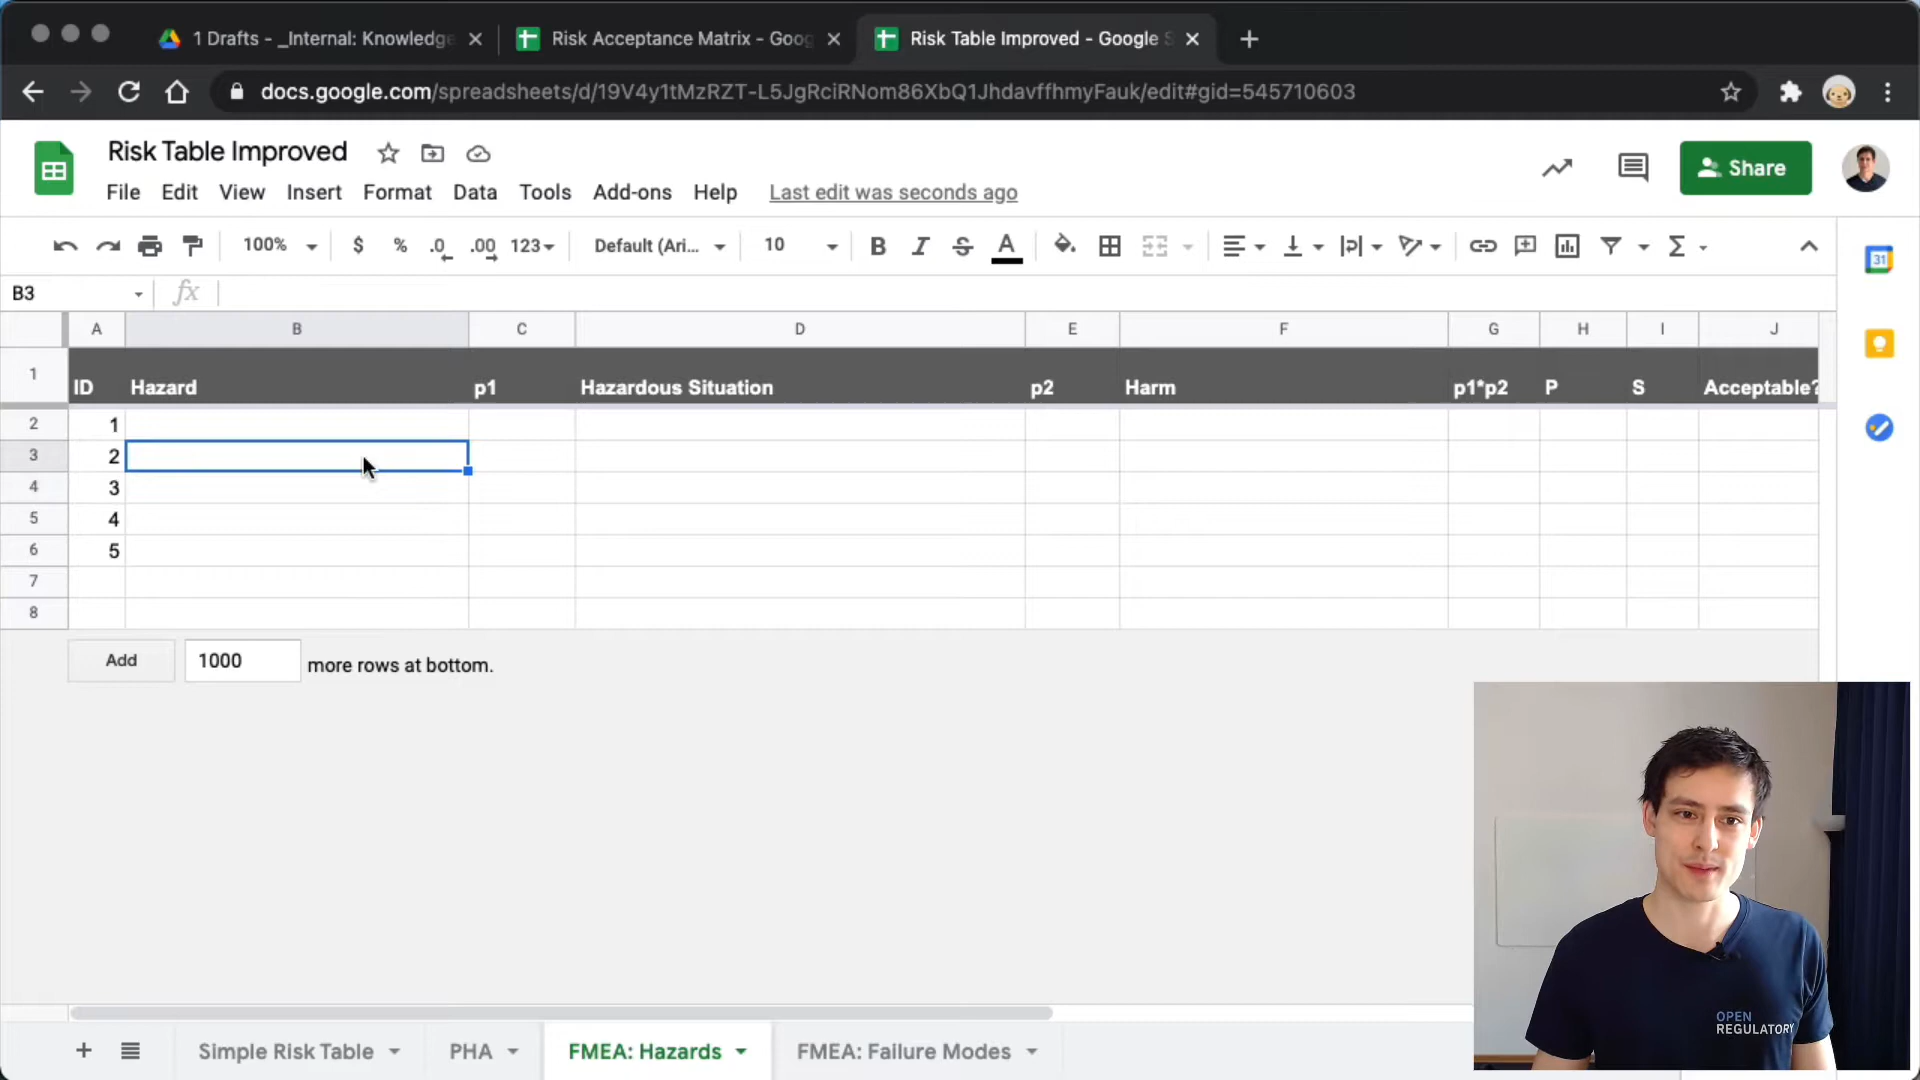 1 Drafts - _Internal: Knowledge
Risk Acceptance Matrix - Goog
Risk Table Improved - Google S
docs.google.com/spreadsheets/d/19V4y1tMzRZT-L5JgRciRNom86XbQ1JhdavffhmyFauk/edit#gid=545710603
Risk Table Improved
File Edit View Insert Format Data Tools Add-ons Help Last edit was seconds ago
Share
100% $ % .0 .00 123 Default (Ari... 10 B I S A
31
B3 fx
A B C D E F G H I J
1 ID Hazard p1 Hazardous Situation p2 Harm p1*p2 P S Acceptable?
2 1
3 2
4 3
5 4
6 5
7
8
Add 1000 more rows at bottom.
OPEN
REGULATORY
Simple Risk Table PHA FMEA: Hazards FMEA: Failure Modes